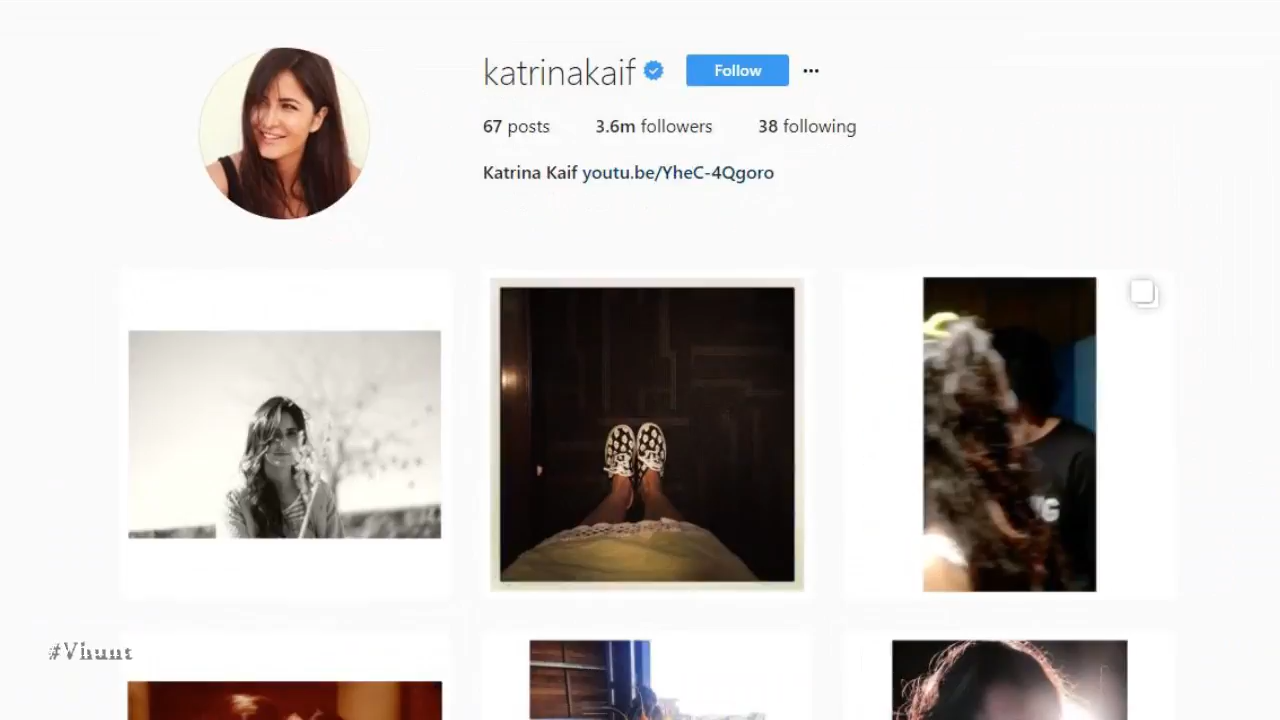 katrinakaif Follow ...
67 posts 3.6m followers 38 following
Katrina Kaif youtu.be/YheC-4Qgoro
#Vhunt